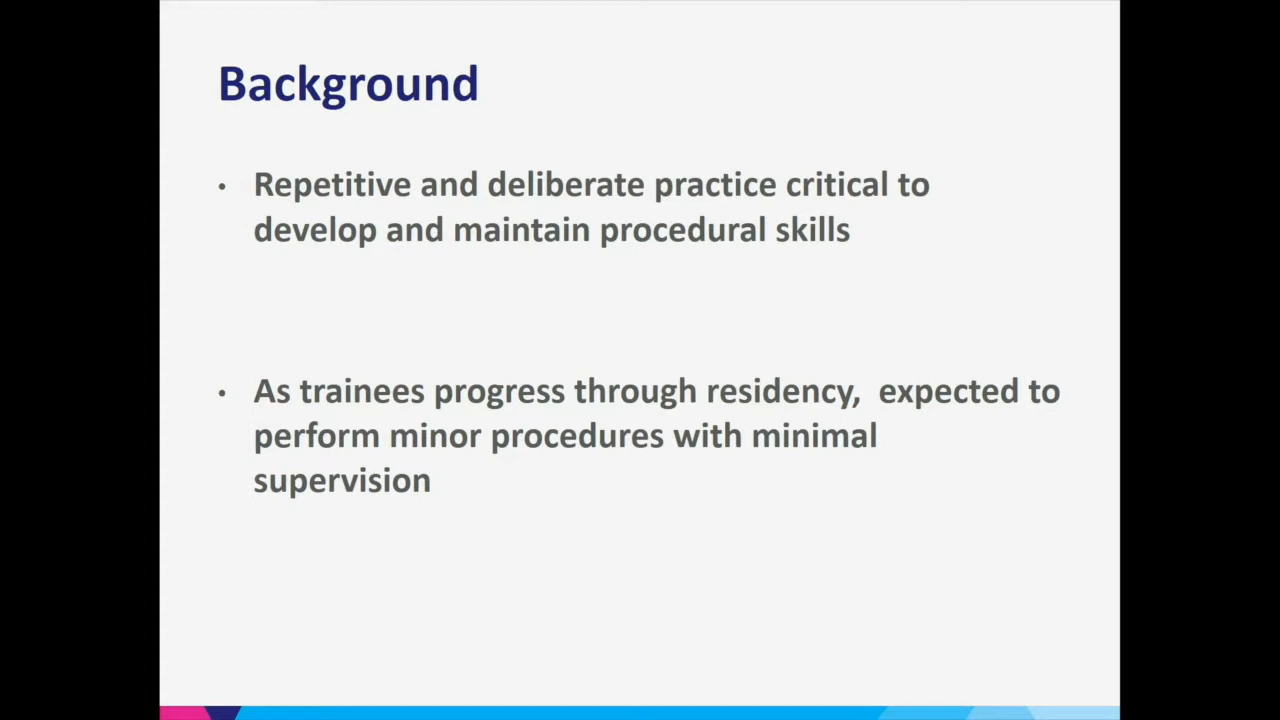 Background
• Repetitive and deliberate practice critical to
develop and maintain procedural skills
• As trainees progress through residency,  expected to
perform minor procedures with minimal
supervision